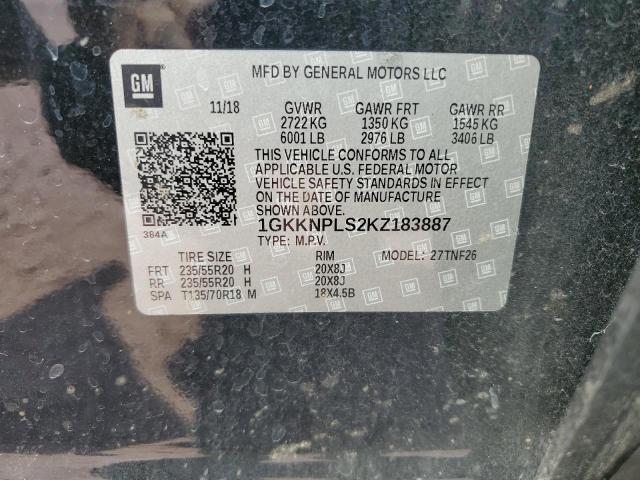 GM
MFD BY GENERAL MOTORS LLC
11/18 GVWR GAWR FRT GAWR RR
2722 KG 1350 KG 1545 KG
6001 LB 2976 LB 3406 LB
THIS VEHICLE CONFORMS TO ALL
APPLICABLE U.S. FEDERAL MOTOR
VEHICLE SAFETY STANDARDS IN EFFECT
ON THE DATE OF MANUFACTURE
SHOWN ABOVE.
384A
1GKKNPLS2KZ183887
TYPE: M.P.V. MODEL: 27TNF26
TIRE SIZE RIM
FRT 235/55R20 H 20X8J
RR 235/55R20 H 20X8J
SPA T135/70R18 M 18X4.5B